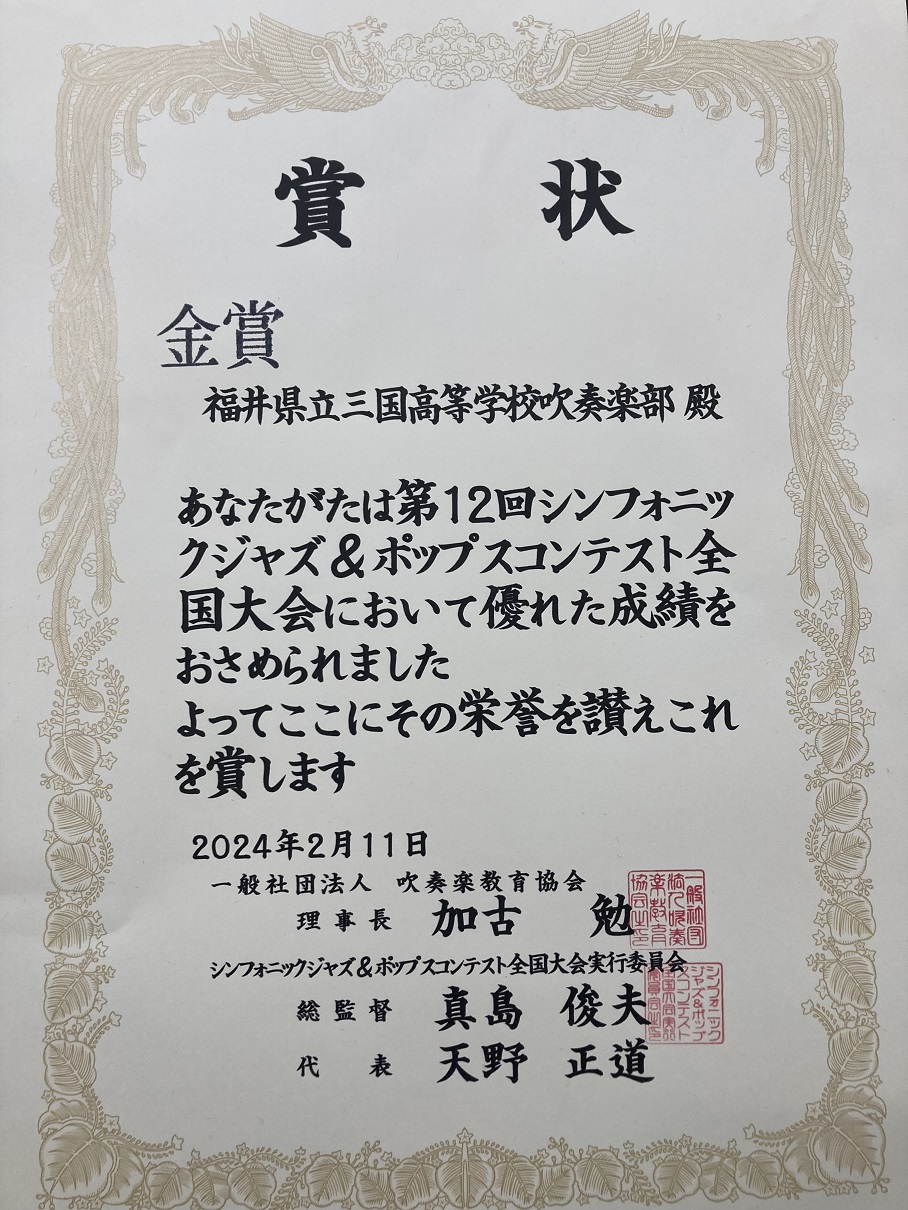 賞状
金賞
福井県立三国高等学校吹奏楽部 殿
あなたがたは第12回シンフォニッ
クジャズ&ポップスコンテスト全
国大会において優れた成績を
おさめられました
よってここにその栄誉を讃えこれ
を賞します
2024年2月11日
一般社団法人 吹奏楽教育協会
理事長 加古 勉
シンフォニックジャズ&ポップスコンテスト全国大会実行委員会
総監督 真島 俊夫
代表 天野 正道